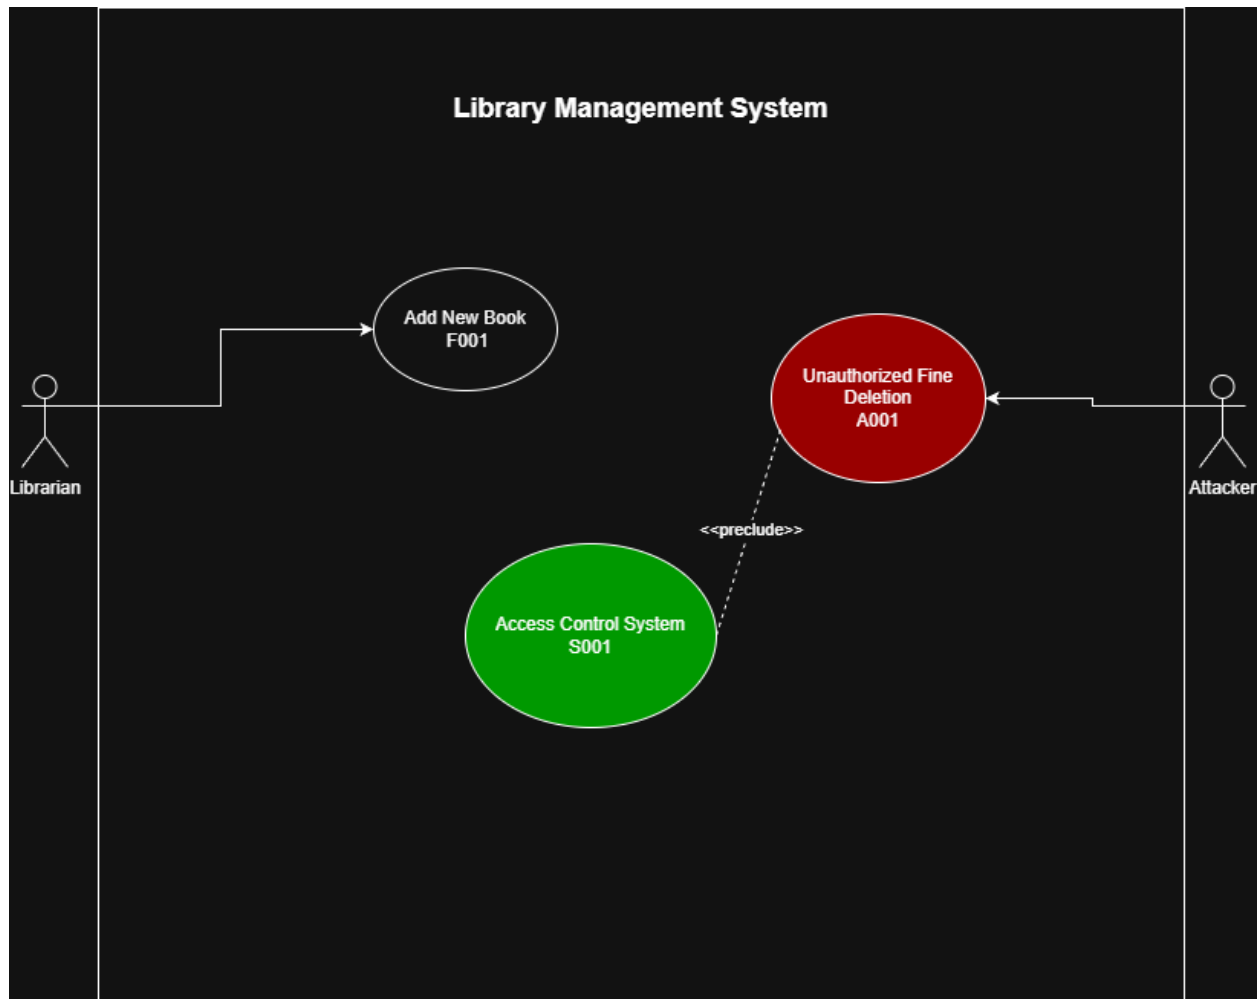 Library Management System
Add New Book
F001
Unauthorized Fine
Deletion
A001
Librarian
Attacker
<<preclude>>
Access Control System
S001